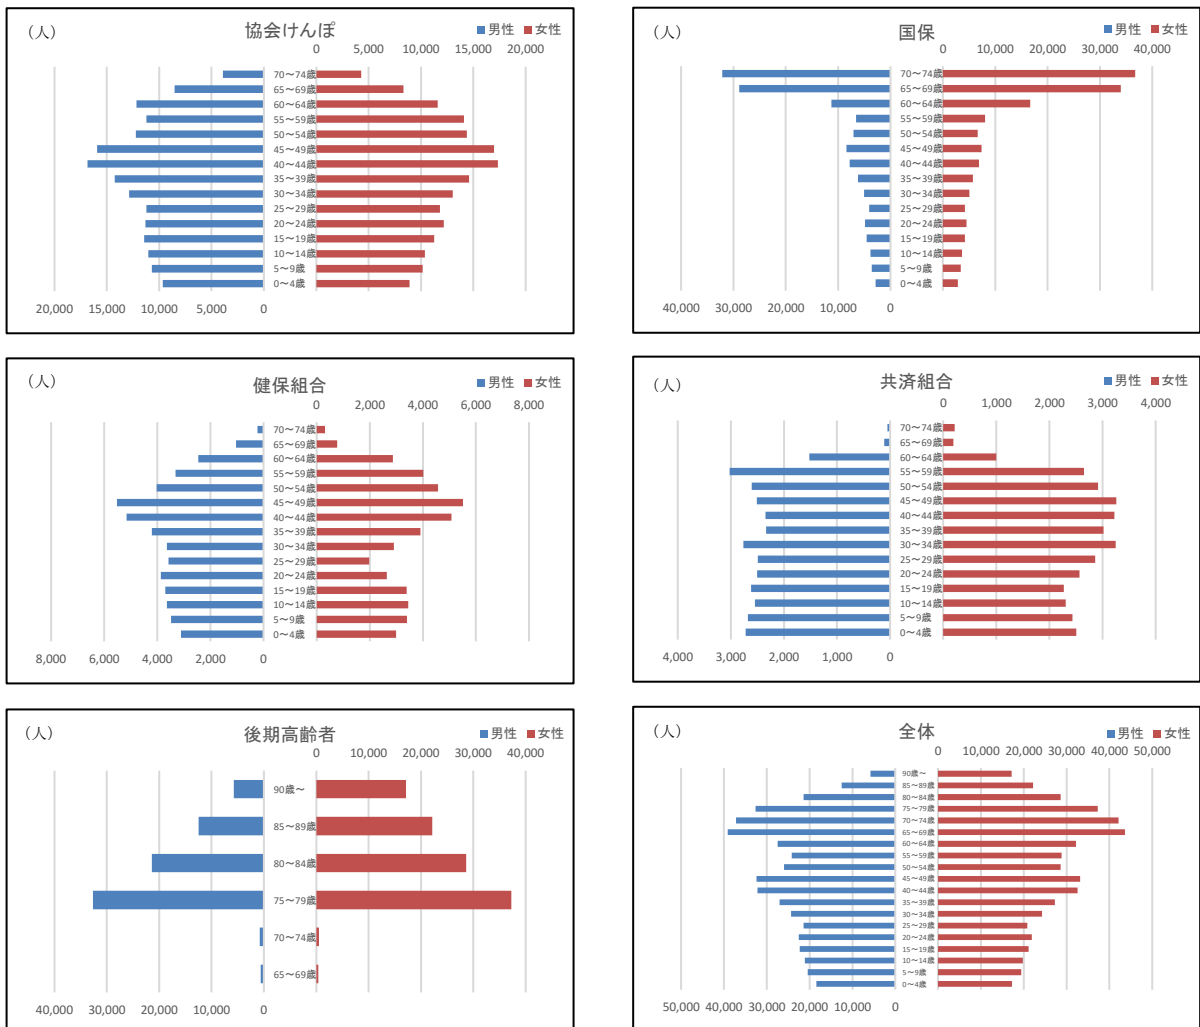 (人)
協会けんぽ
男性 女性
0 5,000 10,000 15,000 20,000
70〜74歳
65〜69歳
60〜64歳
55〜59歳
50〜54歳
45〜49歳
40〜44歳
35〜39歳
30〜34歳
25〜29歳
20〜24歳
15〜19歳
10〜14歳
5〜9歳
0〜4歳
20,000 15,000 10,000 5,000 0
(人)
国保
男性 女性
0 10,000 20,000 30,000 40,000
70〜74歳
65〜69歳
60〜64歳
55〜59歳
50〜54歳
45〜49歳
40〜44歳
35〜39歳
30〜34歳
25〜29歳
20〜24歳
15〜19歳
10〜14歳
5〜9歳
0〜4歳
40,000 30,000 20,000 10,000 0
(人)
健保組合
男性 女性
0 2,000 4,000 6,000 8,000
70〜74歳
65〜69歳
60〜64歳
55〜59歳
50〜54歳
45〜49歳
40〜44歳
35〜39歳
30〜34歳
25〜29歳
20〜24歳
15〜19歳
10〜14歳
5〜9歳
0〜4歳
8,000 6,000 4,000 2,000 0
(人)
共済組合
男性 女性
0 1,000 2,000 3,000 4,000
70〜74歳
65〜69歳
60〜64歳
55〜59歳
50〜54歳
45〜49歳
40〜44歳
35〜39歳
30〜34歳
25〜29歳
20〜24歳
15〜19歳
10〜14歳
5〜9歳
0〜4歳
4,000 3,000 2,000 1,000 0
(人)
後期高齢者
男性 女性
0 10,000 20,000 30,000 40,000
90歳〜
85〜89歳
80〜84歳
75〜79歳
70〜74歳
65〜69歳
40,000 30,000 20,000 10,000 0
(人)
全体
男性 女性
0 10,000 20,000 30,000 40,000 50,000
90歳〜
85〜89歳
80〜84歳
75〜79歳
70〜74歳
65〜69歳
60〜64歳
55〜59歳
50〜54歳
45〜49歳
40〜44歳
35〜39歳
30〜34歳
25〜29歳
20〜24歳
15〜19歳
10〜14歳
5〜9歳
0〜4歳
50,000 40,000 30,000 20,000 10,000 0